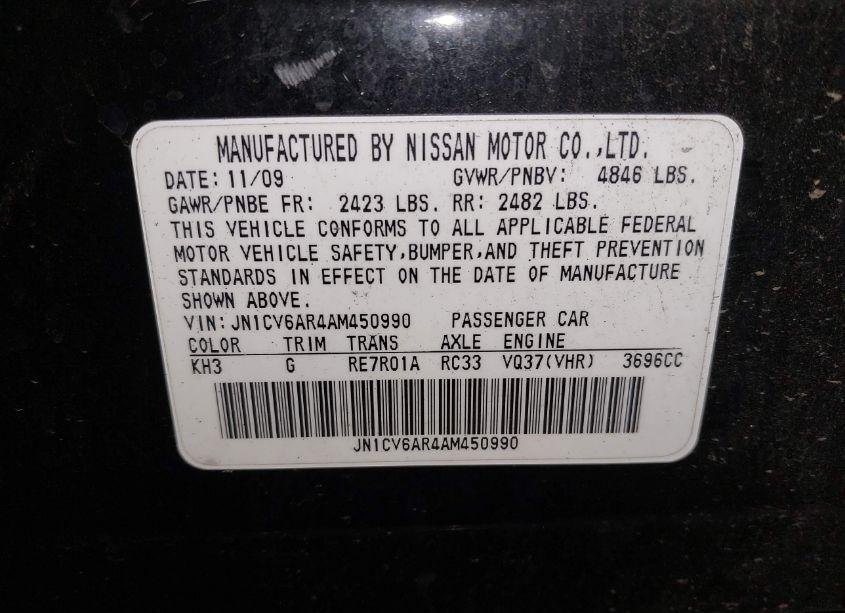 MANUFACTURED BY NISSAN MOTOR CO.,LTD.
DATE: 11/09 GVWR/PNBV: 4846 LBS.
GAWR/PNBE FR: 2423 LBS. RR: 2482 LBS.
THIS VEHICLE CONFORMS TO ALL APPLICABLE FEDERAL
MOTOR VEHICLE SAFETY,BUMPER,AND THEFT PREVENTION
STANDARDS IN EFFECT ON THE DATE OF MANUFACTURE
SHOWN ABOVE.
VIN: JN1CV6AR4AM450990 PASSENGER CAR
COLOR TRIM TRANS AXLE ENGINE
KH3 G RE7R01A RC33 VQ37(VHR) 3696CC
JN1CV6AR4AM450990